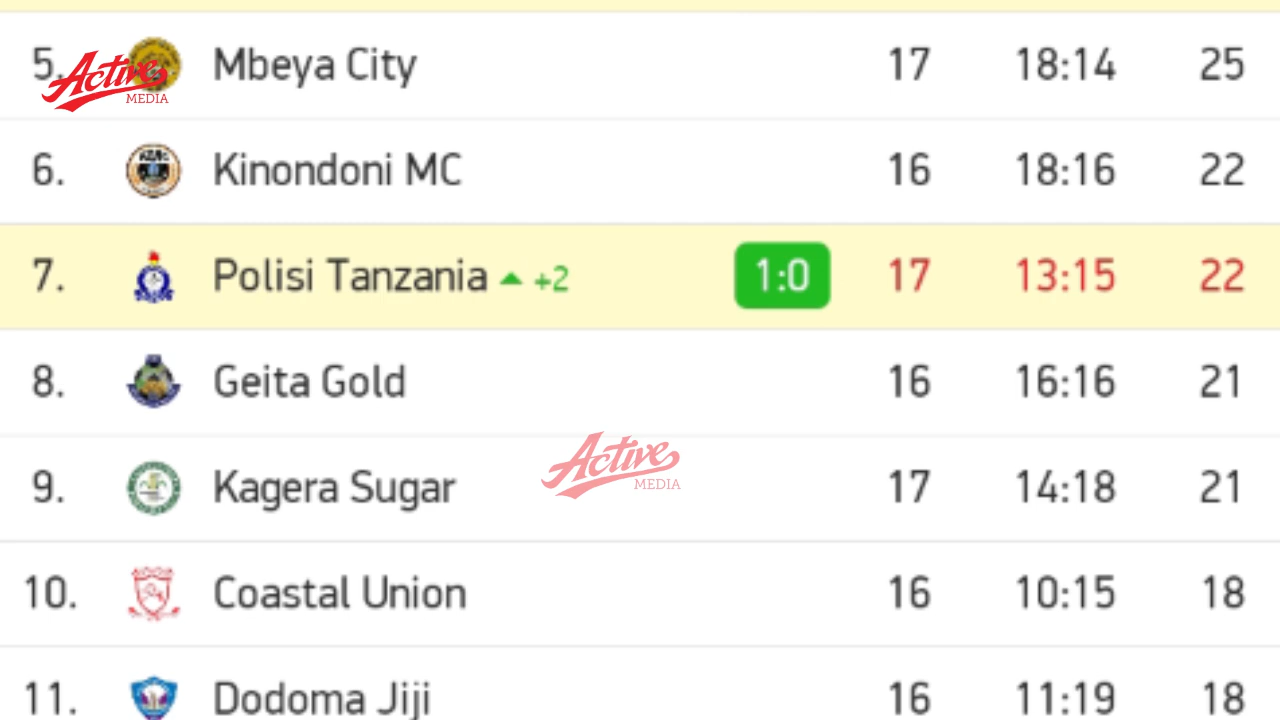 5. Mbeya City 17 18:14 25
Active
MEDIA
6. Kinondoni MC 16 18:16 22
7. Polisi Tanzania +2 1:0 17 13:15 22
8. Geita Gold 16 16:16 21
Active
MEDIA
9. Kagera Sugar 17 14:18 21
10. Coastal Union 16 10:15 18
11. Dodoma Jiji 16 11:19 18